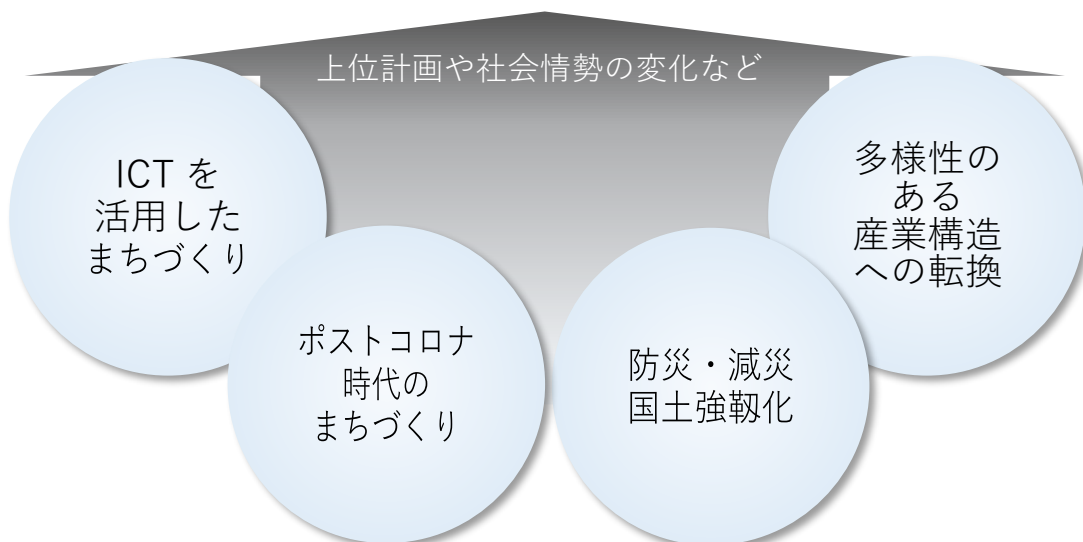 上位計画や社会情勢の変化など
ICT を
活用した
まちづくり
ポストコロナ
時代の
まちづくり
防災・減災
国土強靱化
多様性の
ある
産業構造
への転換